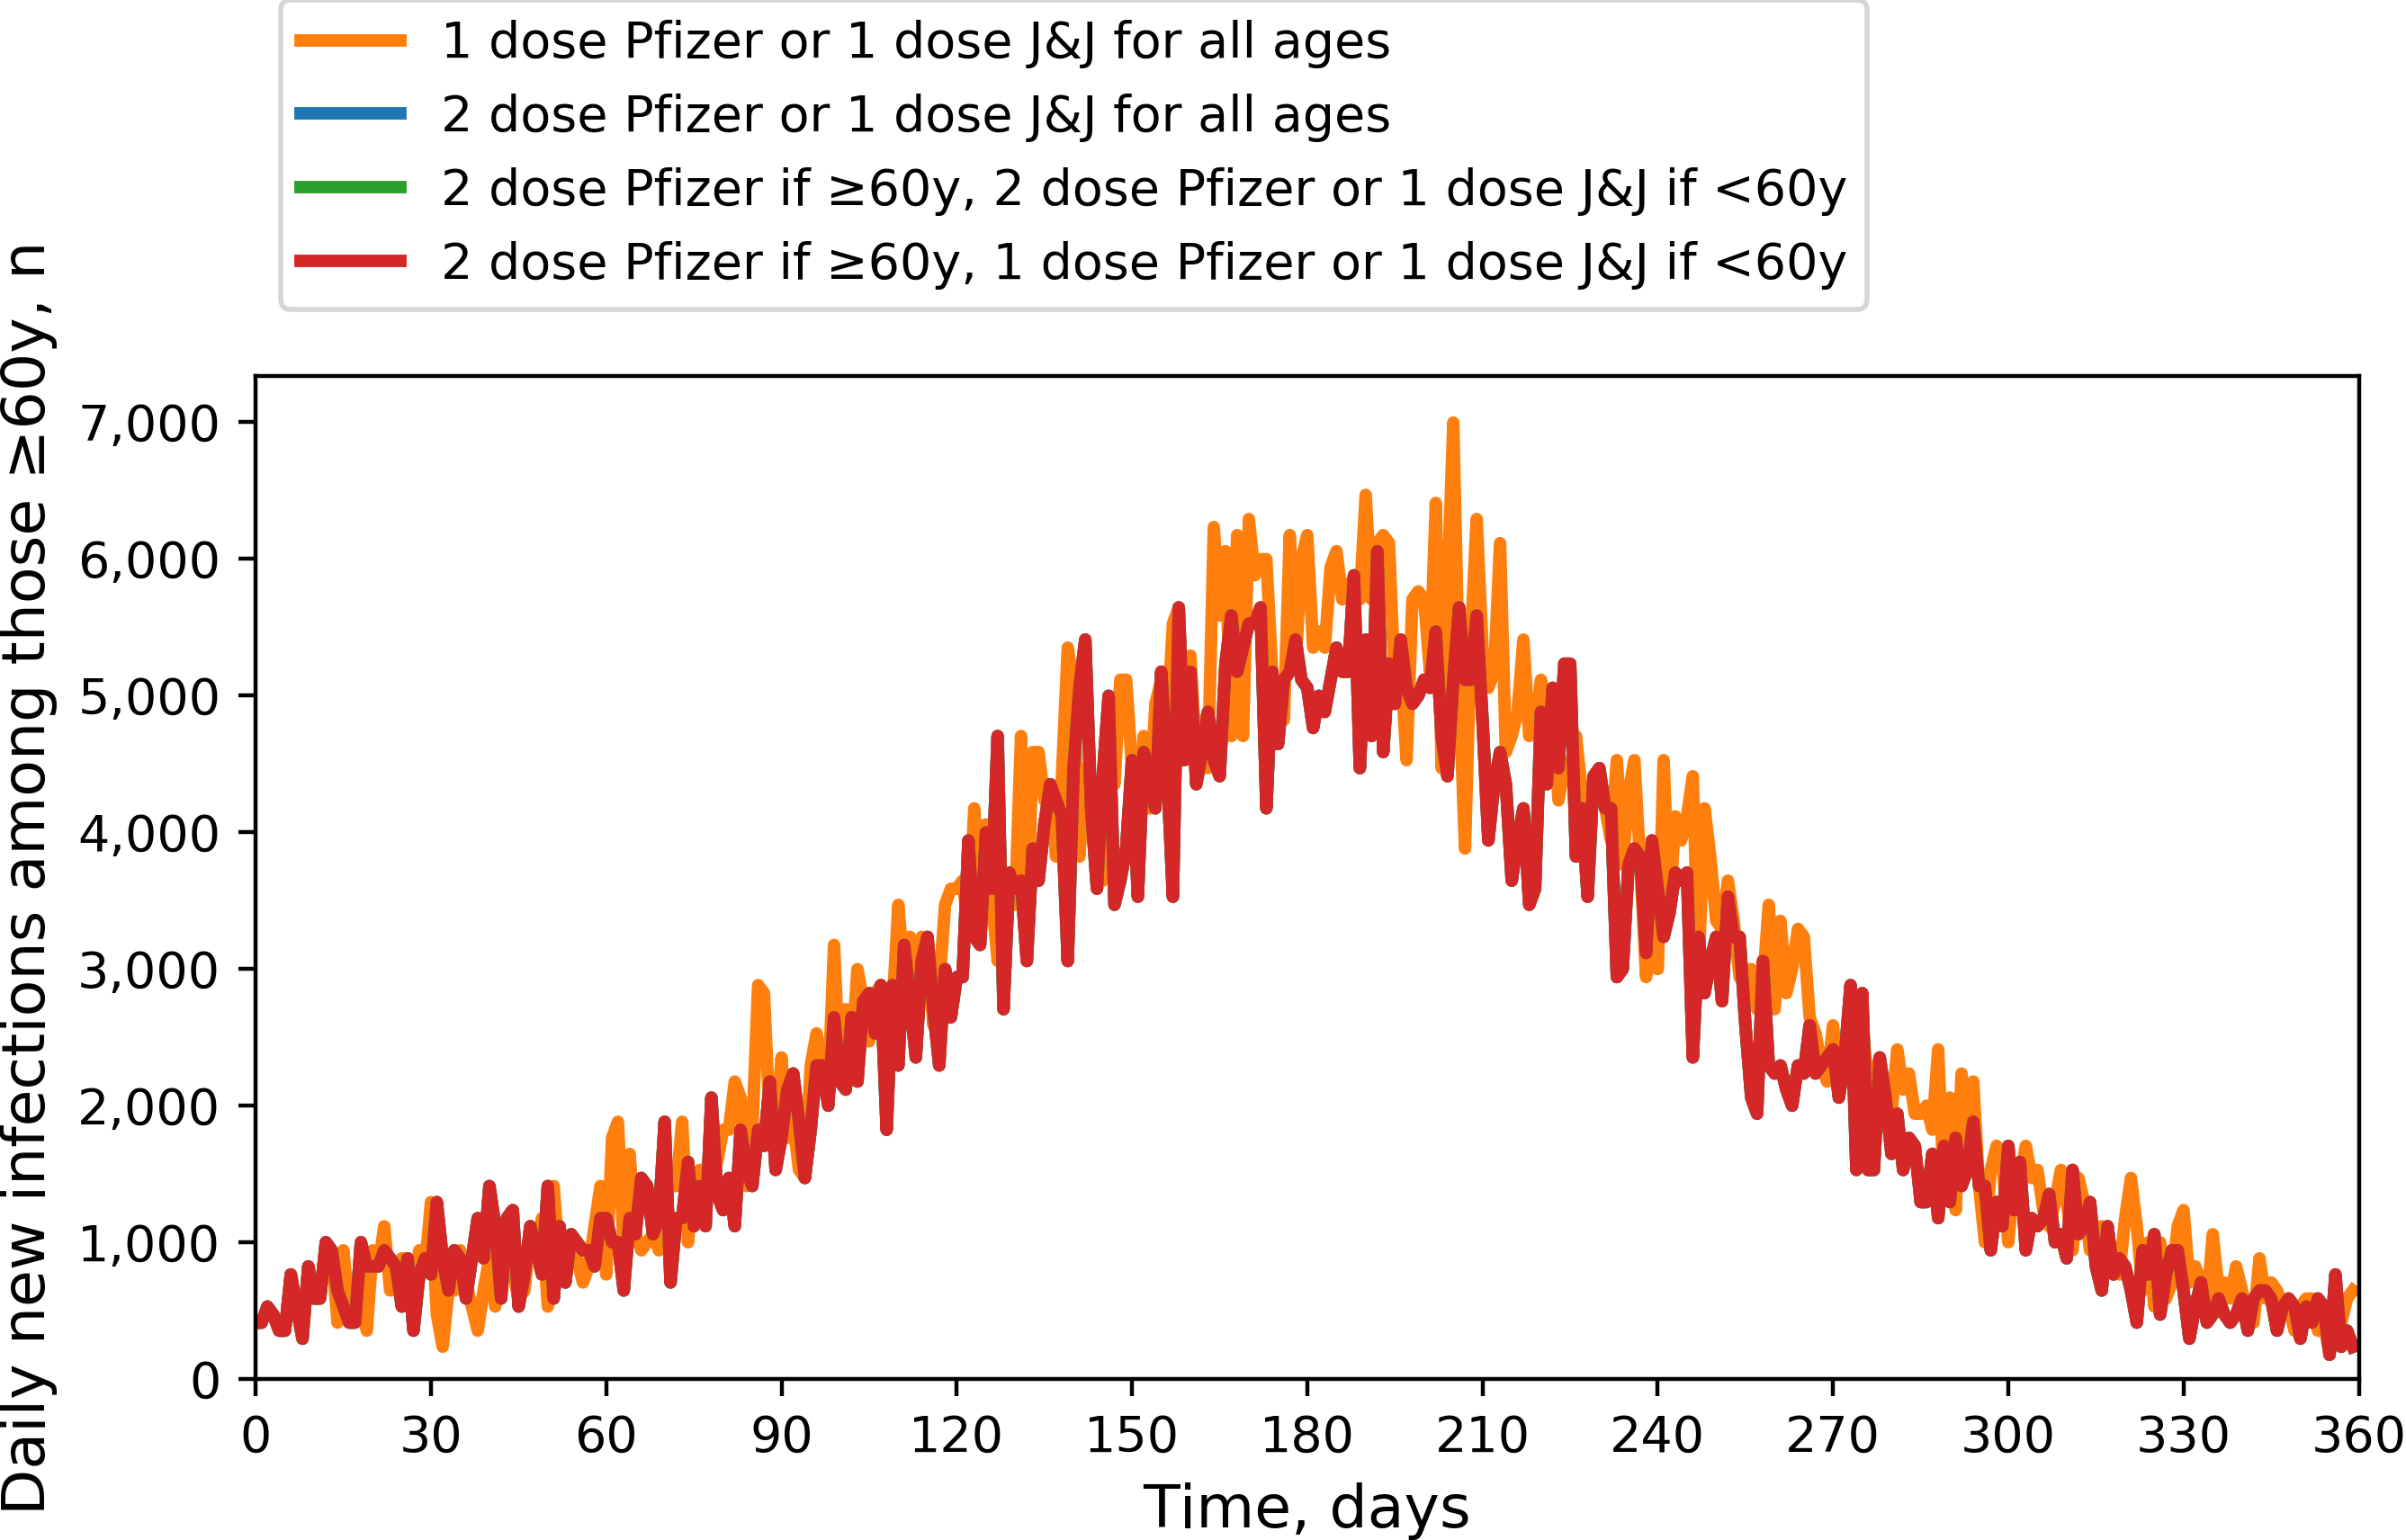 1 dose Pfizer or 1 dose J&J for all ages
2 dose Pfizer or 1 dose J&J for all ages
2 dose Pfizer if ≥60y, 2 dose Pfizer or 1 dose J&J if <60y
2 dose Pfizer if ≥60y, 1 dose Pfizer or 1 dose J&J if <60y
Daily new infections among those ≥60y, n
7,000
6,000
5,000
4,000
3,000
2,000
1,000
0
0 30 60 90 120 150 180 210 240 270 300 330 360
Time, days